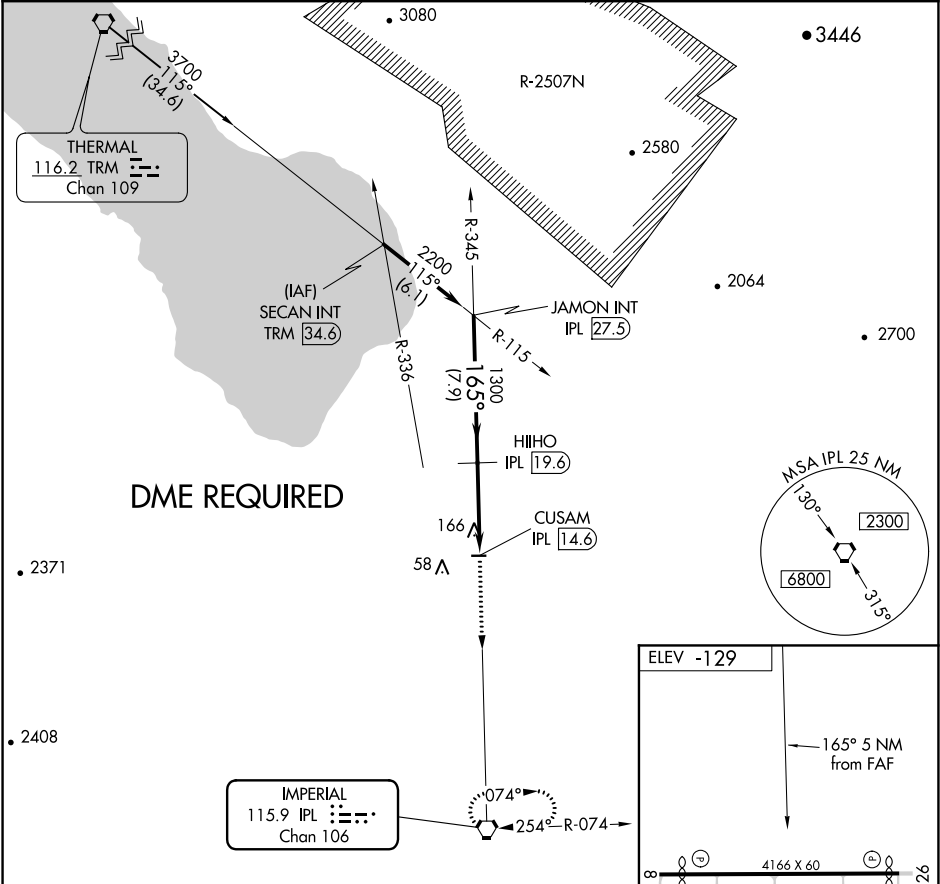 3080
3446
R-2507N
3700
115°
(34.6)
2580
THERMAL
116.2 TRM
Chan 109
R-345
2200
115°
(6.1)
2064
(IAF)
SECAN INT
TRM 34.6
JAMON INT
IPL 27.5
2700
R-115
R-336
1300
165°
(7.9)
HIHO
IPL 19.6
DME REQUIRED
MSA IPL 25 NM
130°
2300
6800
315°
166
CUSAM
IPL 14.6
58
2371
ELEV -129
165° 5 NM
from FAF
2408
IMPERIAL
115.9 IPL
Chan 106
074°
254°
R-074
P
4166 X 60
P
8
26